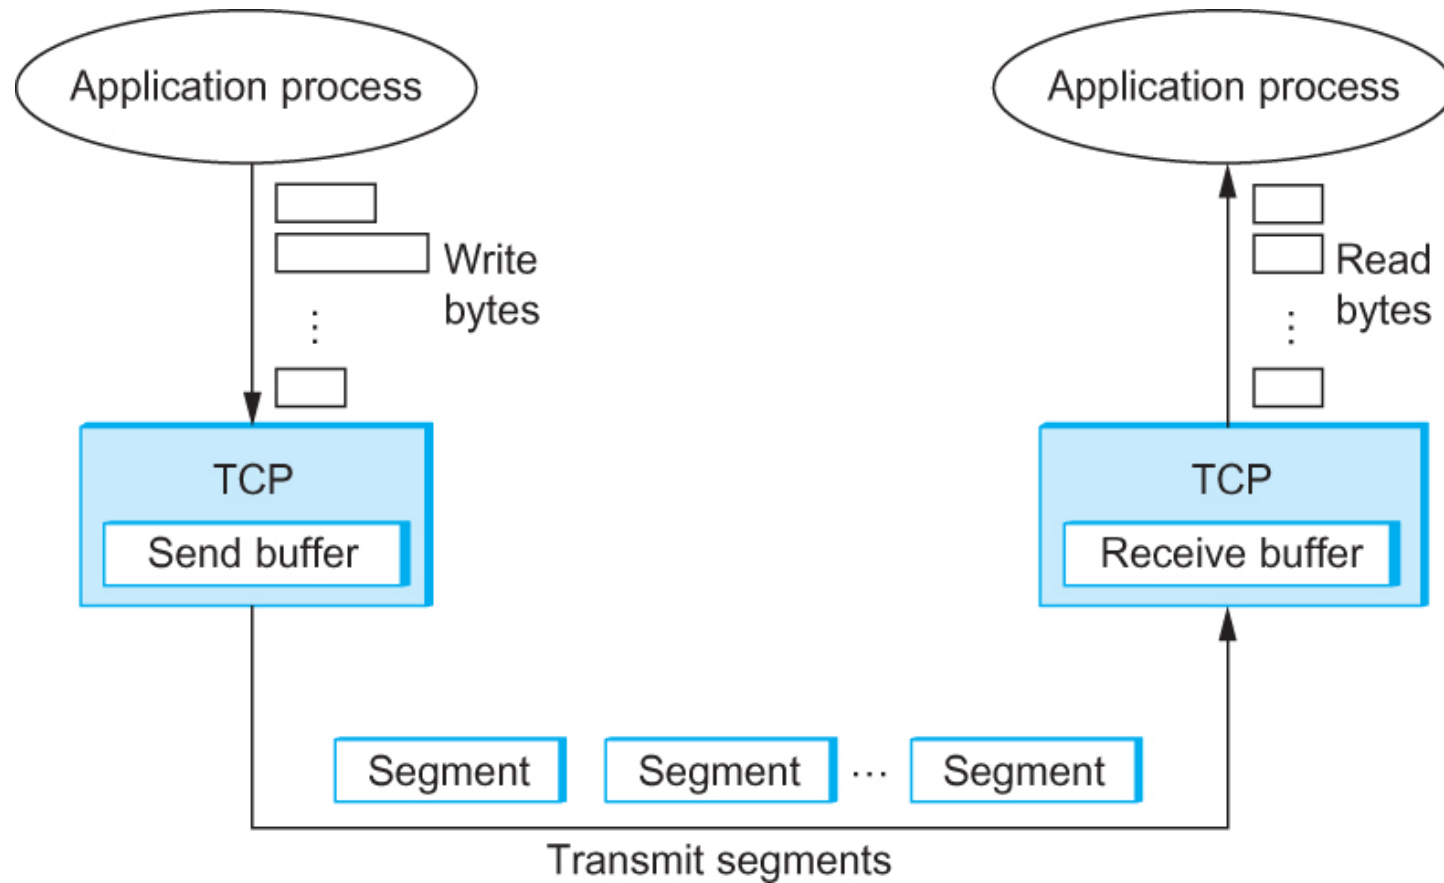 Application process
Application process
Write
bytes
Read
bytes
TCP
Send buffer
TCP
Receive buffer
Segment
Segment
...
Segment
Transmit segments